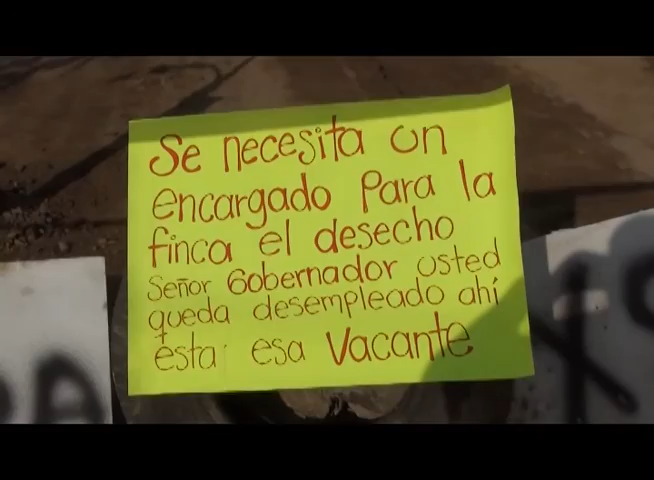 Se necesita un
encargado Para la
finca el desecho
Señor Gobernador usted
queda desempleado ahí
ésta esa Vacante